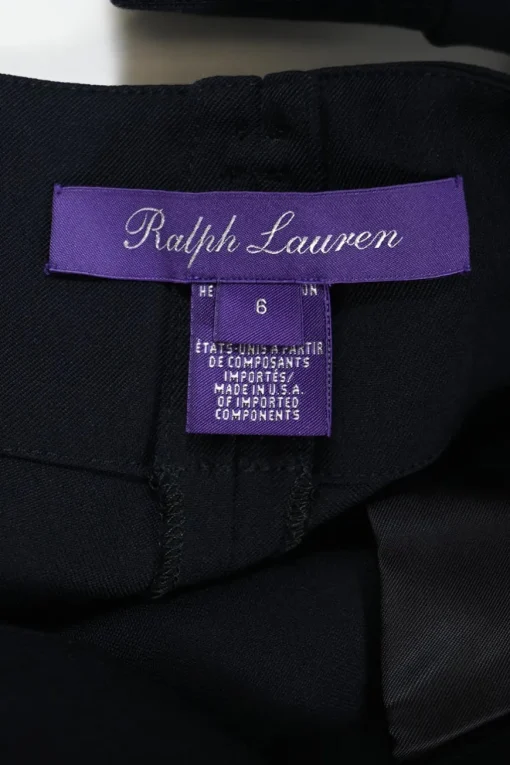 Ralph Lauren
6
ÉTATS-UNIS À PARTIR
DE COMPOSANTS
IMPORTÉS/
MADE IN U.S.A.
OF IMPORTED
COMPONENTS